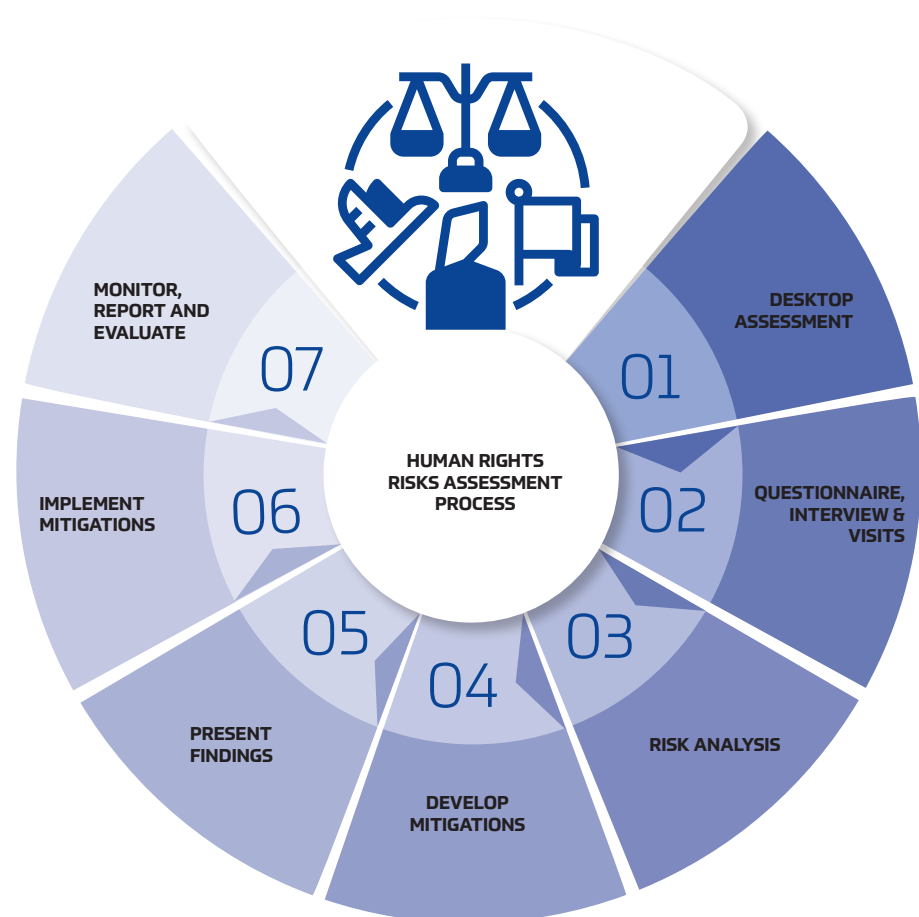 HUMAN RIGHTS
RISKS ASSESSMENT
PROCESS
01
DESKTOP
ASSESSMENT
02
QUESTIONNAIRE,
INTERVIEW &
VISITS
03
RISK ANALYSIS
04
DEVELOP
MITIGATIONS
05
PRESENT
FINDINGS
06
IMPLEMENT
MITIGATIONS
07
MONITOR,
REPORT AND
EVALUATE